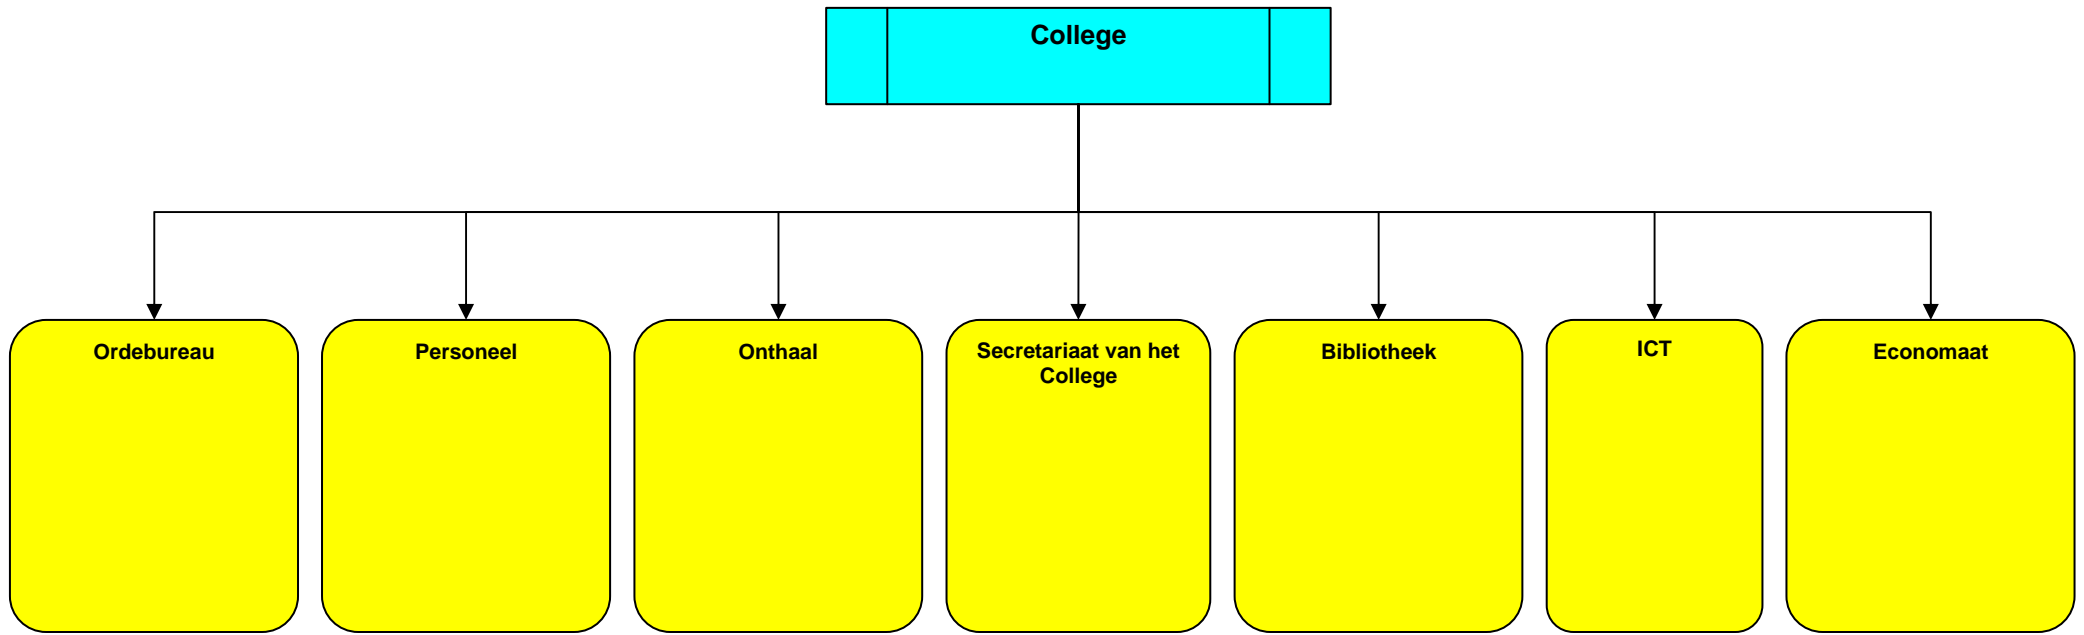 College
Ordebureau
Personeel
Onthaal
Secretariaat van het
College
Bibliotheek
ICT
Economaat